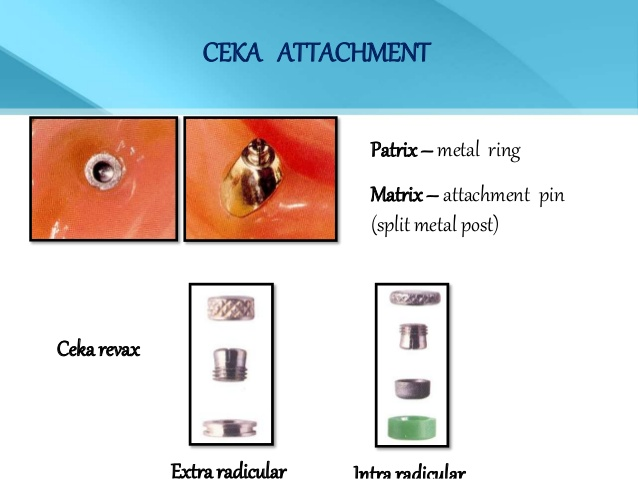 CEKA ATTACHMENT
Patrix – metal ring
Matrix – attachment pin
(split metal post)
Ceka revax
Extra radicular
Intra radicular